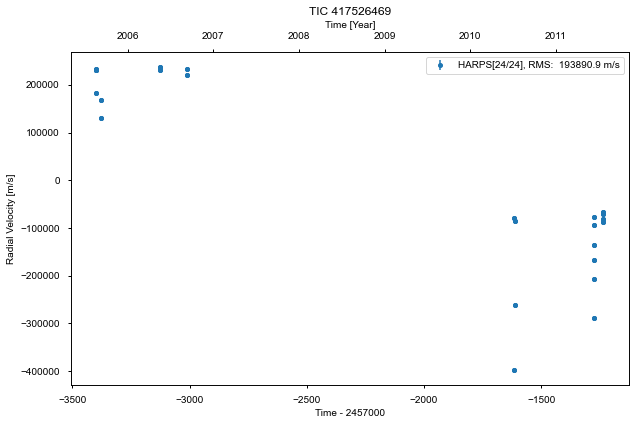 TIC 417526469
Time [Year]
2006 2007 2008 2009 2010 2011
HARPS[24/24], RMS: 193890.9 m/s
200000
100000
0
−100000
−200000
−300000
−400000
Radial Velocity [m/s]
−3500 −3000 −2500 −2000 −1500
Time - 2457000